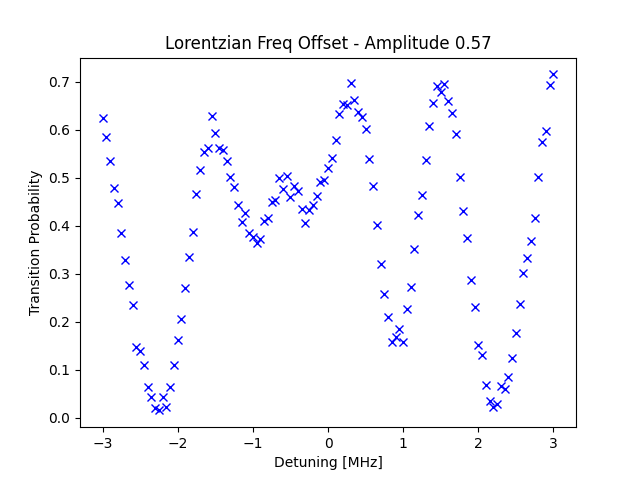 Lorentzian Freq Offset - Amplitude 0.57
Transition Probability
0.7
0.6
0.5
0.4
0.3
0.2
0.1
0.0
−3 −2 −1 0 1 2 3
Detuning [MHz]